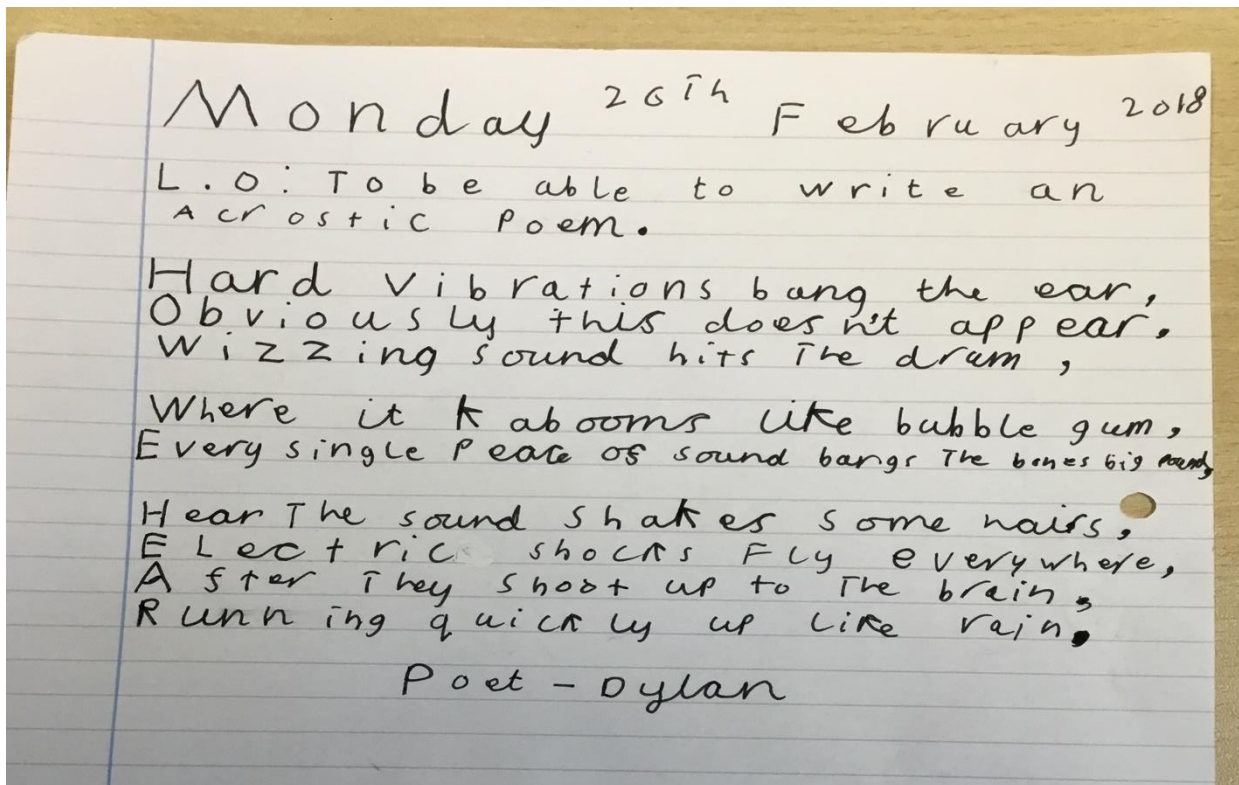 Monday 26th February 2018
L.O: To be able to write an
Acrostic Poem.
Hard vibrations bang the ear,
Obviously this doesn't appear.
Wizzing sound hits The drum,
Where it kabooms like bubble gum,
Every single Peace of sound bangs The bones big
Hear The sound shakes some hairs,
ELectric shocks FLy everywhere,
After They shoot up to The brain,
Running quickly up Like rain.
Poet - Dylan